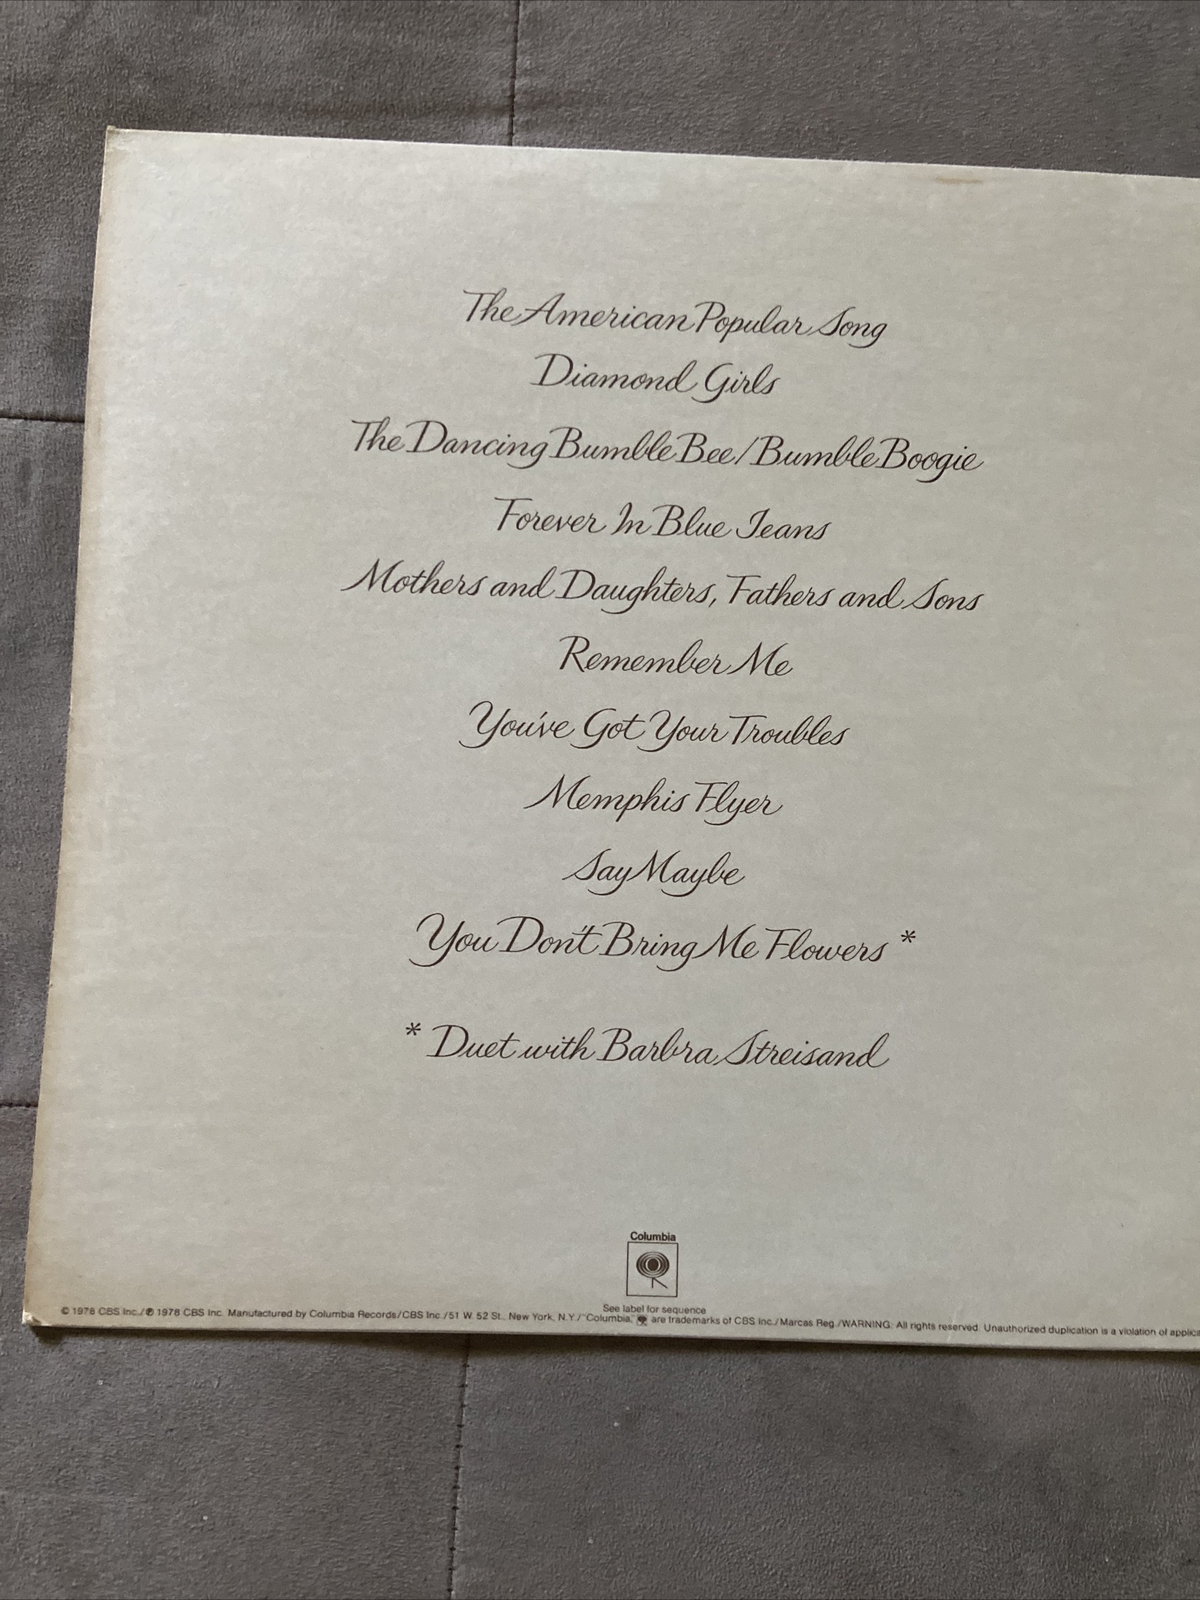 The American Popular Song
Diamond Girls
The Dancing Bumble Bee/Bumble Boogie
Forever In Blue Jeans
Mothers and Daughters, Fathers and Sons
Remember Me
You've Got Your Troubles
Memphis Flyer
Say Maybe
You Don't Bring Me Flowers *
* Duet with Barbra Streisand
Columbia
See label for sequence
© 1978 CBS Inc./℗ 1978 CBS Inc. Manufactured by Columbia Records/CBS Inc./51 W. 52 St., New York, N.Y./"Columbia," are trademarks of CBS Inc./Marcas Reg./WARNING: All rights reserved. Unauthorized duplication is a violation of